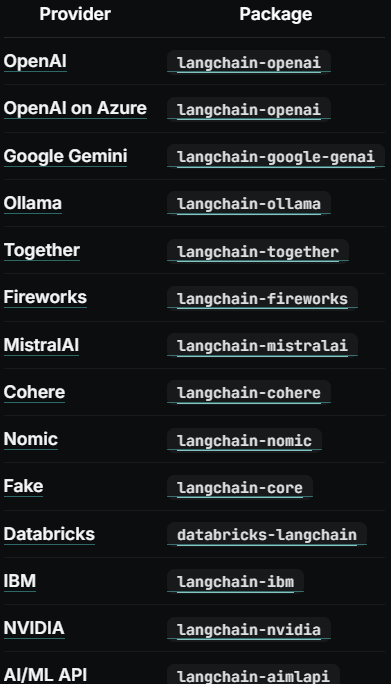 Provider Package
OpenAI langchain-openai
OpenAI on Azure langchain-openai
Google Gemini langchain-google-genai
Ollama langchain-ollama
Together langchain-together
Fireworks langchain-fireworks
MistralAI langchain-mistralai
Cohere langchain-cohere
Nomic langchain-nomic
Fake langchain-core
Databricks databricks-langchain
IBM langchain-ibm
NVIDIA langchain-nvidia
AI/ML API langchain-aimlapi